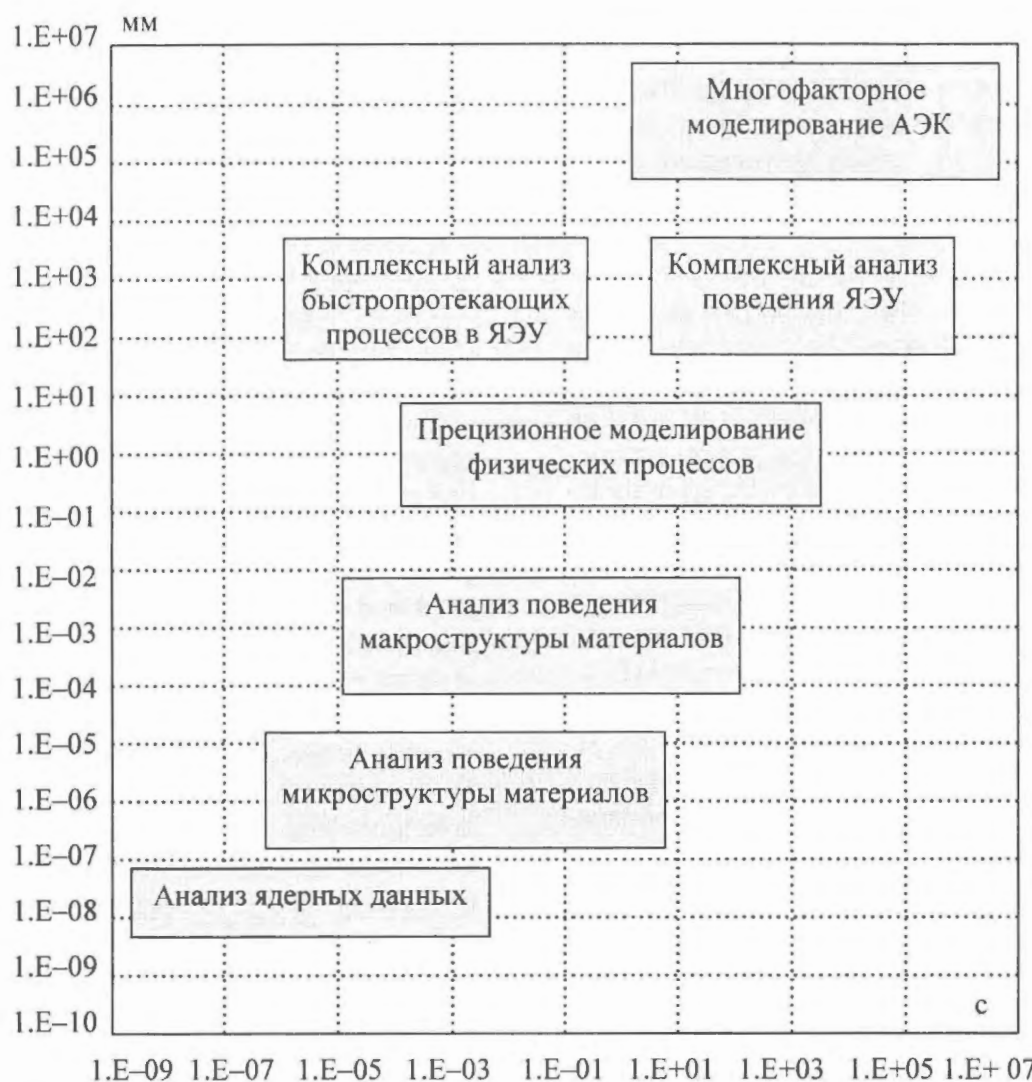 мм
1.E+07
1.E+06
1.E+05
1.E+04
1.E+03
1.E+02
1.E+01
1.E+00
1.E–01
1.E–02
1.E–03
1.E–04
1.E–05
1.E–06
1.E–07
1.E–08
1.E–09
1.E–10
Многофакторное
моделирование АЭК
Комплексный анализ
быстропротекающих
процессов в ЯЭУ
Комплексный анализ
поведения ЯЭУ
Прецизионное моделирование
физических процессов
Анализ поведения
макроструктуры материалов
Анализ поведения
микроструктуры материалов
Анализ ядерных данных
с
1.E–09 1.E–07 1.E–05 1.E–03 1.E–01 1.E+01 1.E+03 1.E+05 1.E+ 07